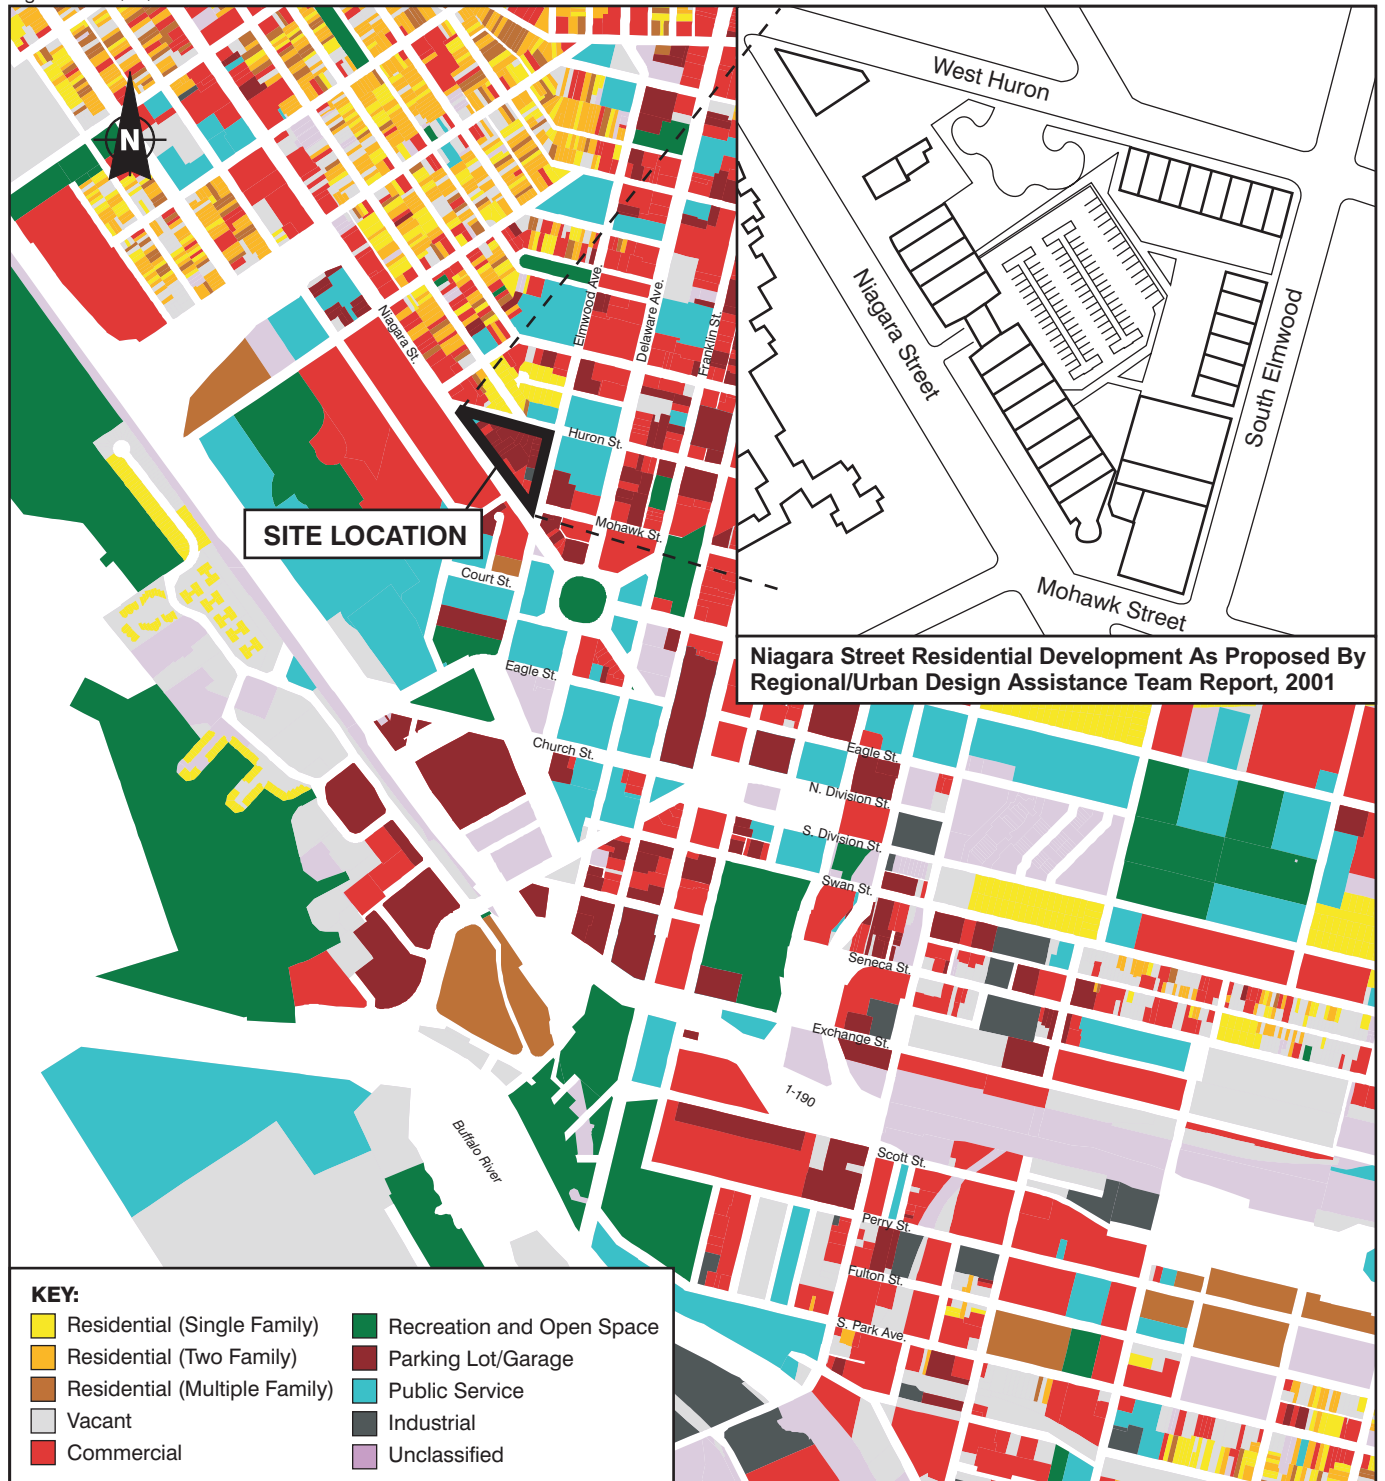 N
Niagara St.
Elmwood Ave.
Delaware Ave.
Franklin St.
Huron St.
SITE LOCATION
Mohawk St.
Court St.
Eagle St.
Church St.
West Huron
Niagara Street
South Elmwood
Mohawk Street
Niagara Street Residential Development As Proposed By
Regional/Urban Design Assistance Team Report, 2001
Eagle St.
N. Division St.
S. Division St.
Swan St.
Seneca St.
Exchange St.
1-190
Buffalo River
Scott St.
Perry St.
Fulton St.
S. Park Ave.
KEY:
Residential (Single Family)
Residential (Two Family)
Residential (Multiple Family)
Vacant
Commercial
Recreation and Open Space
Parking Lot/Garage
Public Service
Industrial
Unclassified